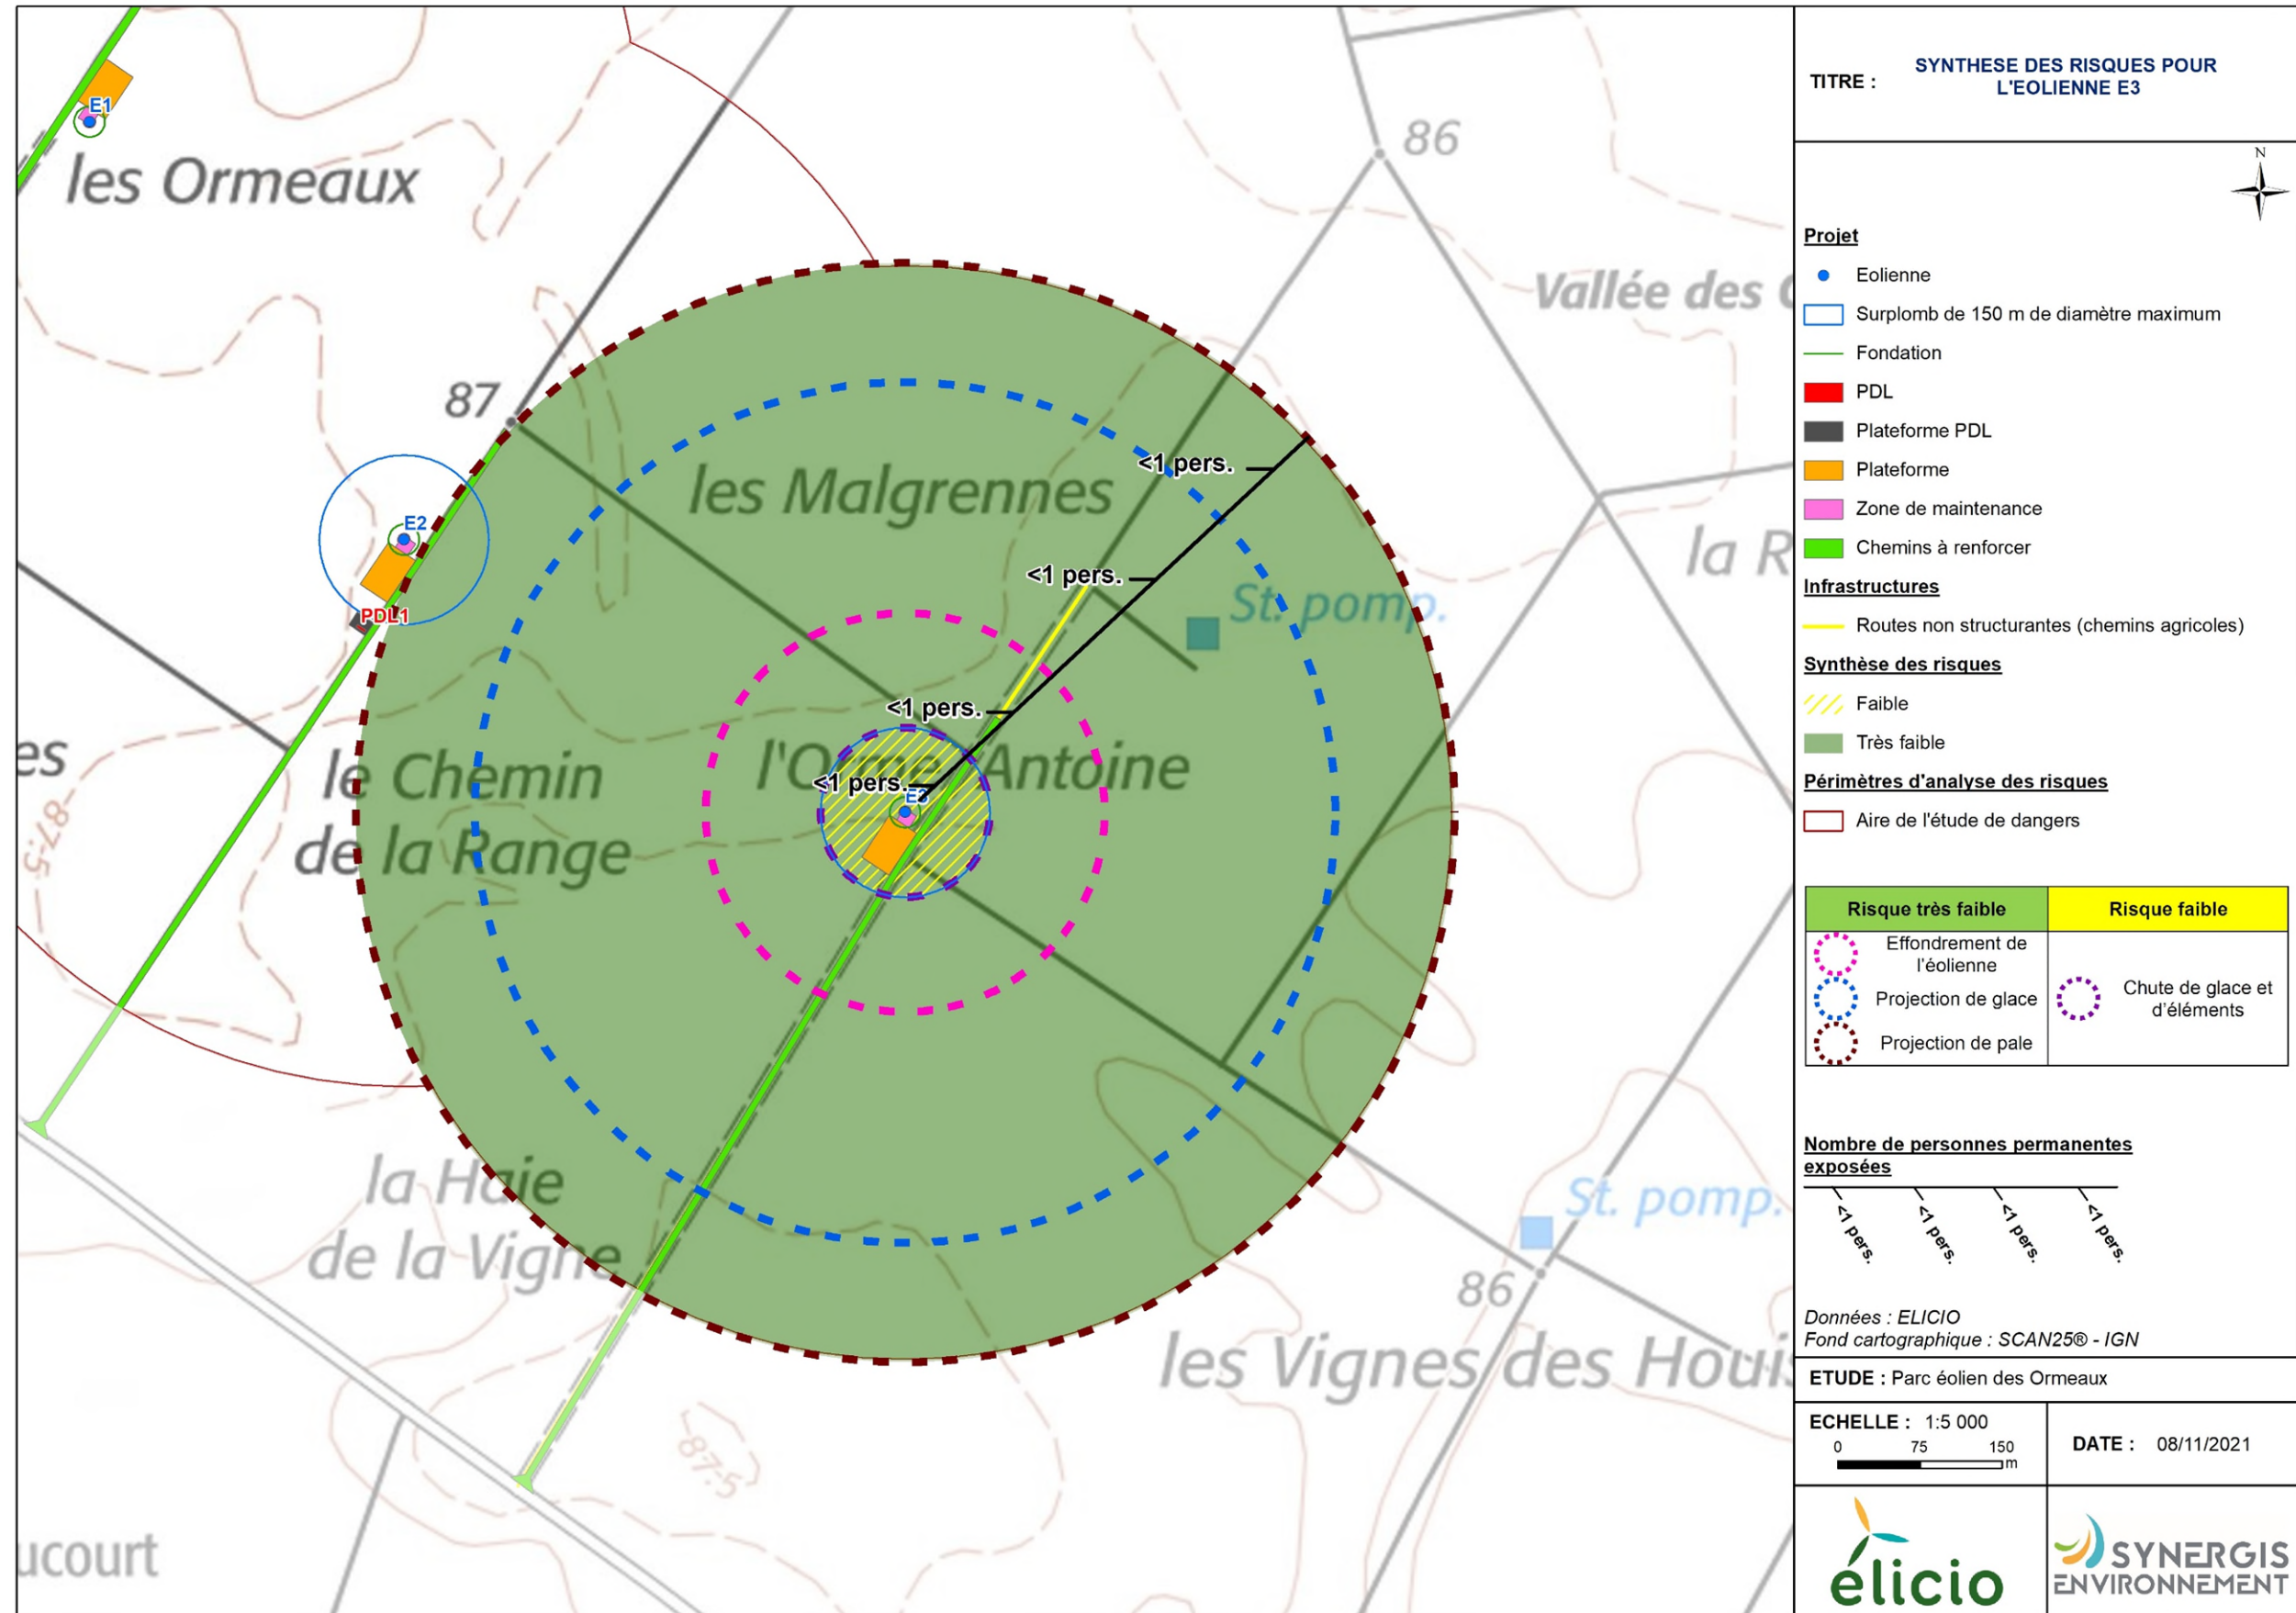 E1
les Ormeaux
86
Vallée des
87
<1 pers.
les Malgrennes
la R
E2
<1 pers.
St. pomp.
PDL1
<1 pers.
es
le Chemin
l'Orme Antoine
<1 pers.
E3
87.5
de la Range
la Haie
St. pomp.
de la Vigne
86
les Vignes des Houis
87.5
ucourt
TITRE :
SYNTHESE DES RISQUES POUR
L'EOLIENNE E3
N
Projet
Eolienne
Surplomb de 150 m de diamètre maximum
Fondation
PDL
Plateforme PDL
Plateforme
Zone de maintenance
Chemins à renforcer
Infrastructures
Routes non structurantes (chemins agricoles)
Synthèse des risques
Faible
Très faible
Périmètres d'analyse des risques
Aire de l'étude de dangers
Risque très faible
Risque faible
Effondrement de
l'éolienne
Projection de glace
Projection de pale
Chute de glace et
d'éléments
Nombre de personnes permanentes
exposées
<1 pers.
<1 pers.
<1 pers.
<1 pers.
Données : ELICIO
Fond cartographique : SCAN25® - IGN
ETUDE : Parc éolien des Ormeaux
ECHELLE : 1:5 000
0 75 150
m
DATE : 08/11/2021
élicio
SYNERGIS
ENVIRONNEMENT